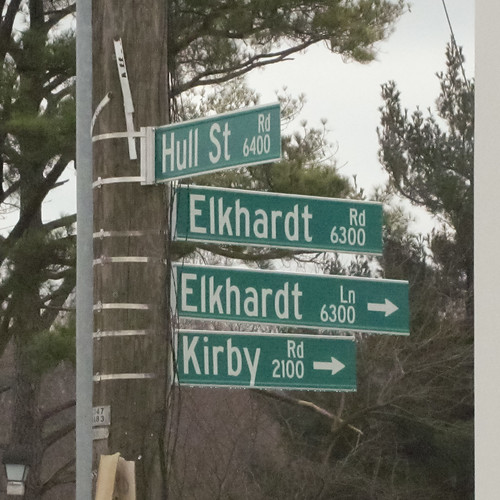 Hull St Rd 6400
Elkhardt Rd 6300
Elkhardt Ln 6300 →
Kirby Rd 2100 →